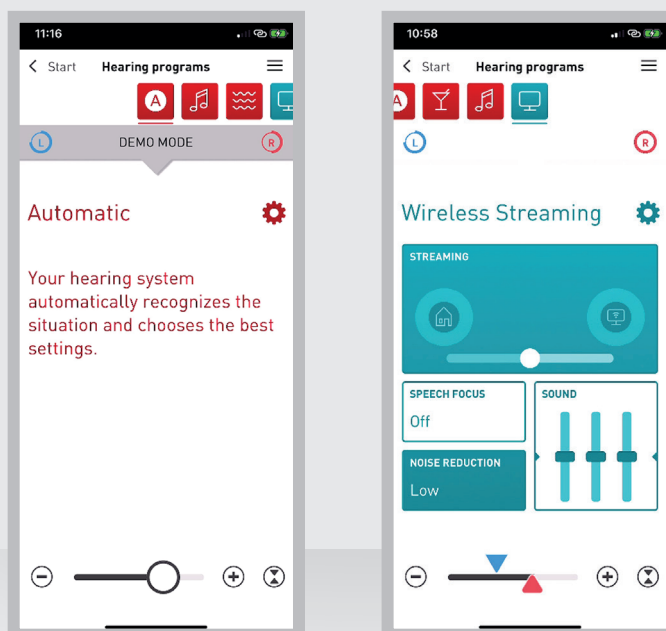 11:16
Start
Hearing programs
A
L
DEMO MODE
R
Automatic
Your hearing system
automatically recognizes the
situation and chooses the best
settings.
10:58
Start
Hearing programs
A
L
R
Wireless Streaming
STREAMING
SPEECH FOCUS
Off
SOUND
NOISE REDUCTION
Low